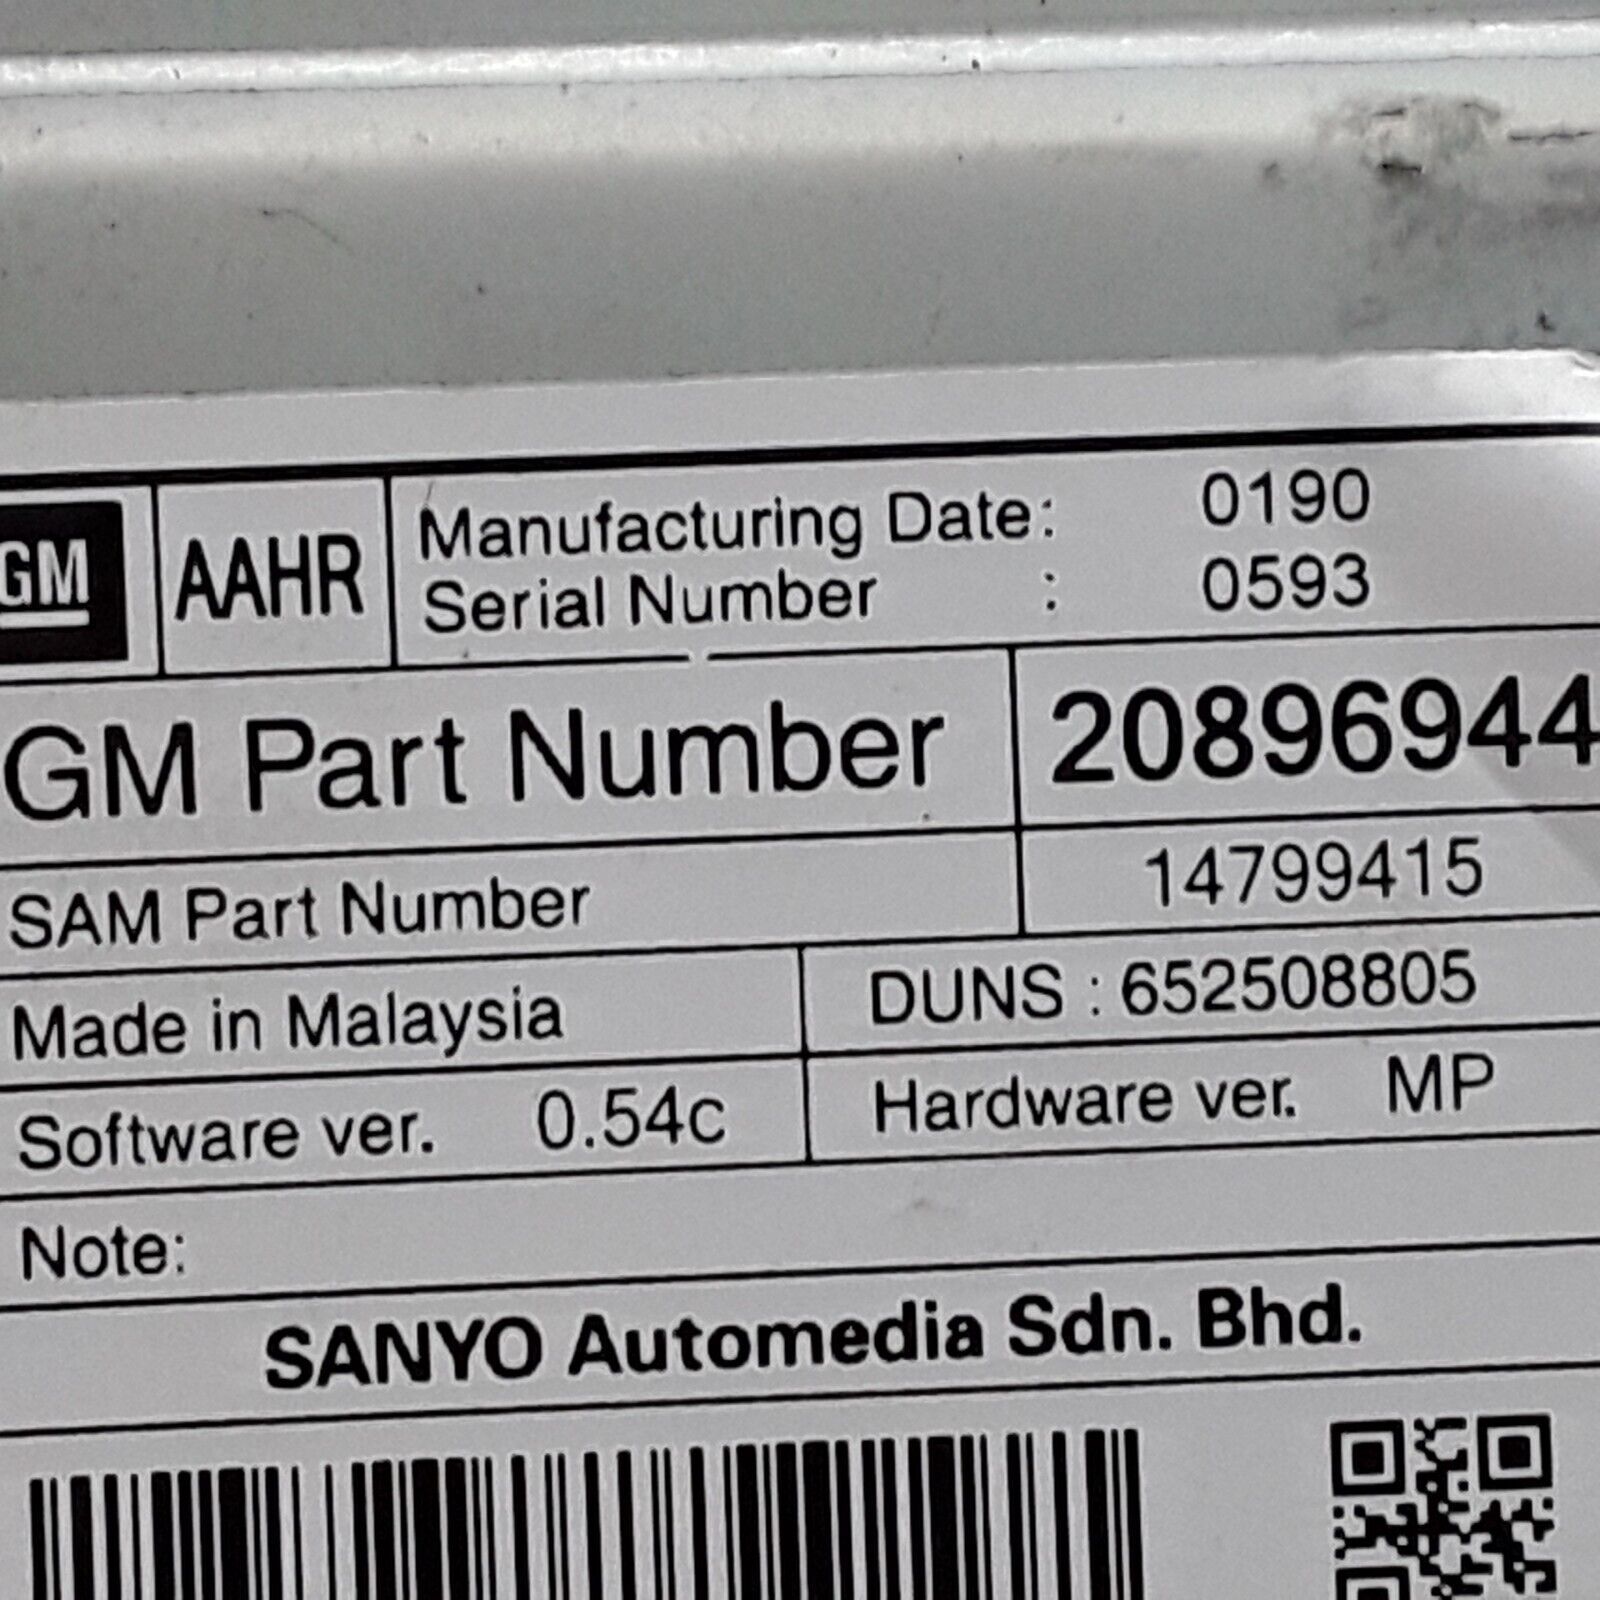 GM AAHR Manufacturing Date: 0190
Serial Number : 0593
GM Part Number 20896944
SAM Part Number 14799415
Made in Malaysia DUNS : 652508805
Software ver. 0.54c Hardware ver. MP
Note:
SANYO Automedia Sdn. Bhd.